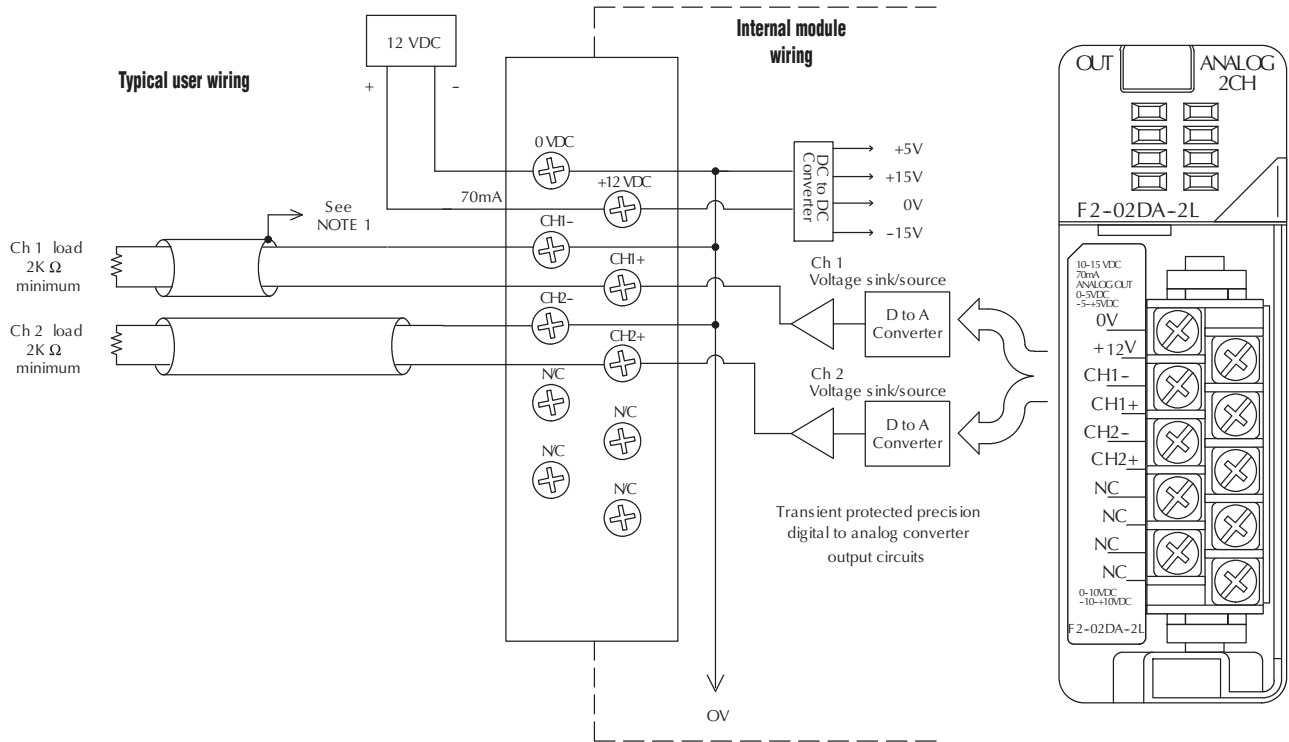 Typical user wiring
12 VDC
+
-
Internal module
wiring
0 VDC
+12 VDC
70mA
CH1-
CH1+
CH2-
CH2+
N/C
N/C
N/C
N/C
See
NOTE 1
Ch 1 load
2K Ω
minimum
Ch 2 load
2K Ω
minimum
DC to DC
Converter
+5V
+15V
0V
-15V
Ch 1
Voltage sink/source
D to A
Converter
Ch 2
Voltage sink/source
D to A
Converter
Transient protected precision
digital to analog converter
output circuits
OV
OUT
ANALOG
2CH
F2-02DA-2L
10-15 VDC
70mA
ANALOG OUT
0-5VDC
-5-+5VDC
0V
+12V
CH1-
CH1+
CH2-
CH2+
NC
NC
NC
NC
0-10VDC
-10-+10VDC
F2-02DA-2L